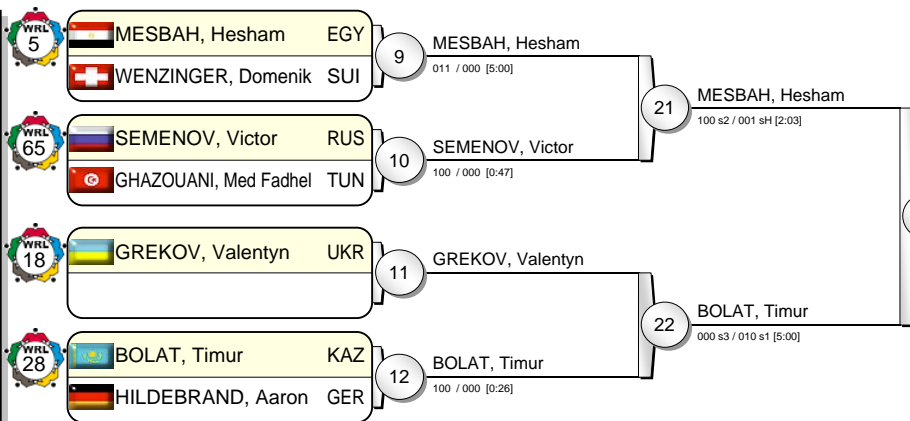 WRL
5
MESBAH, Hesham EGY
WENZINGER, Domenik SUI
9
MESBAH, Hesham
011 / 000 [5:00]
WRL
65
SEMENOV, Victor RUS
GHAZOUANI, Med Fadhel TUN
10
SEMENOV, Victor
100 / 000 [0:47]
21
MESBAH, Hesham
100 s2 / 001 sH [2:03]
WRL
18
GREKOV, Valentyn UKR
11
GREKOV, Valentyn
WRL
28
BOLAT, Timur KAZ
HILDEBRAND, Aaron GER
12
BOLAT, Timur
100 / 000 [0:26]
22
BOLAT, Timur
000 s3 / 010 s1 [5:00]